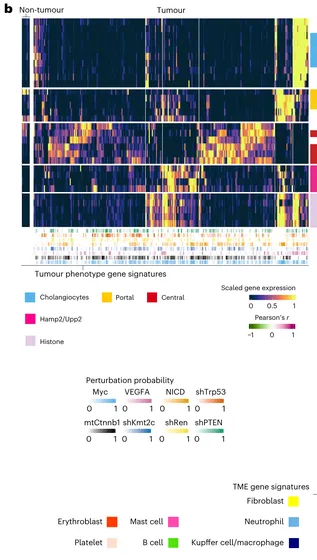 b
Non-tumour Tumour
Tumour phenotype gene signatures
Cholangiocytes Portal Central
Hamp2/Upp2
Histone
Scaled gene expression
0 0.5 1
Pearson's r
–1 0 1
Perturbation probability
Myc VEGFA NICD shTrp53
0 1 0 1 0 1 0 1
mtCtnnb1 shKmt2c shRen shPTEN
0 1 0 1 0 1 0 1
TME gene signatures
Fibroblast
Erythroblast Mast cell Neutrophil
Platelet B cell Kupffer cell/macrophage